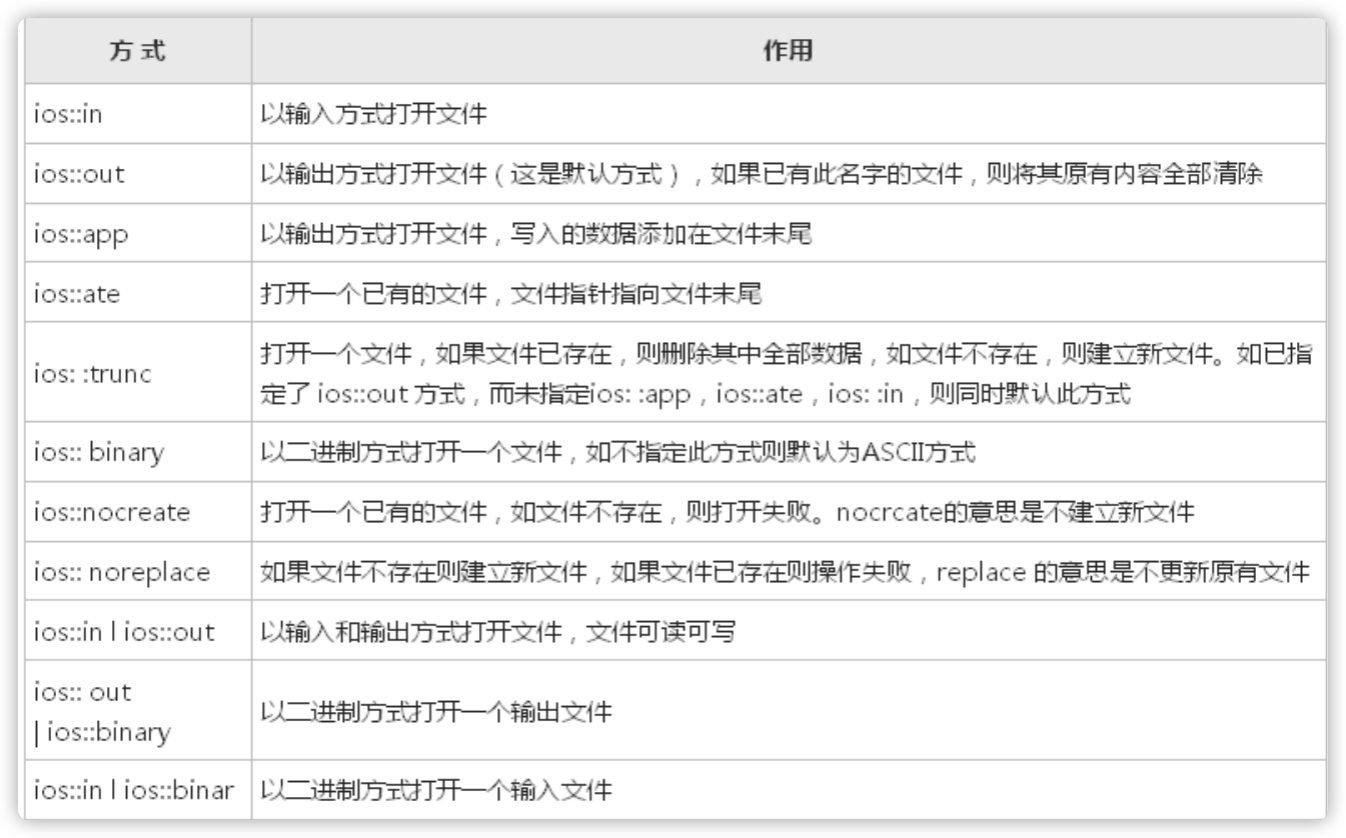 方 式 作用
ios::in 以输入方式打开文件
ios::out 以输出方式打开文件（这是默认方式），如果已有此名字的文件，则将其原有内容全部清除
ios::app 以输出方式打开文件，写入的数据添加在文件末尾
ios::ate 打开一个已有的文件，文件指针指向文件末尾
ios: :trunc 打开一个文件，如果文件已存在，则删除其中全部数据，如文件不存在，则建立新文件。如已指
定了 ios::out 方式，而未指定ios: :app，ios::ate，ios: :in，则同时默认此方式
ios:: binary 以二进制方式打开一个文件，如不指定此方式则默认为ASCII方式
ios::nocreate 打开一个已有的文件，如文件不存在，则打开失败。nocrcate的意思是不建立新文件
ios:: noreplace 如果文件不存在则建立新文件，如果文件已存在则操作失败，replace 的意思是不更新原有文件
ios::in l ios::out 以输入和输出方式打开文件，文件可读可写
ios:: out
| ios::binary 以二进制方式打开一个输出文件
ios::in l ios::binar 以二进制方式打开一个输入文件